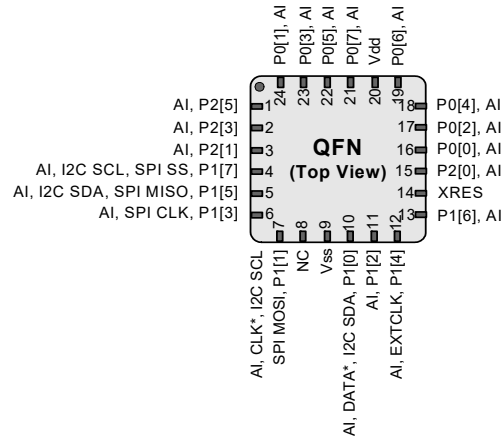 P0[1], AI
P0[3], AI
P0[5], AI
P0[7], AI
Vdd
P0[6], AI
24
23
22
21
20
19
AI, P2[5]
1
18
P0[4], AI
AI, P2[3]
2
17
P0[2], AI
AI, P2[1]
3
QFN
16
P0[0], AI
AI, I2C SCL, SPI SS, P1[7]
4
(Top View)
15
P2[0], AI
AI, I2C SDA, SPI MISO, P1[5]
5
14
XRES
AI, SPI CLK, P1[3]
6
13
P1[6], AI
7
8
9
10
11
12
AI, CLK*, I2C SCL
SPI MOSI, P1[1]
NC
Vss
AI, DATA*, I2C SDA, P1[0]
AI, P1[2]
AI, EXTCLK, P1[4]